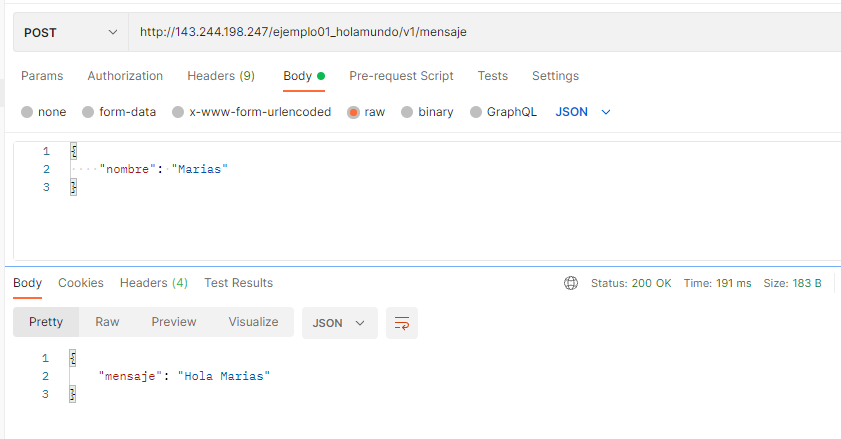 POST http://143.244.198.247/ejemplo01_holamundo/v1/mensaje
Params Authorization Headers (9) Body Pre-request Script Tests Settings
none form-data x-www-form-urlencoded raw binary GraphQL JSON
1 {
2 "nombre": "Marias"
3 }
Body Cookies Headers (4) Test Results Status: 200 OK Time: 191 ms Size: 183 B
Pretty Raw Preview Visualize JSON
1 {
2 "mensaje": "Hola Marias"
3 }